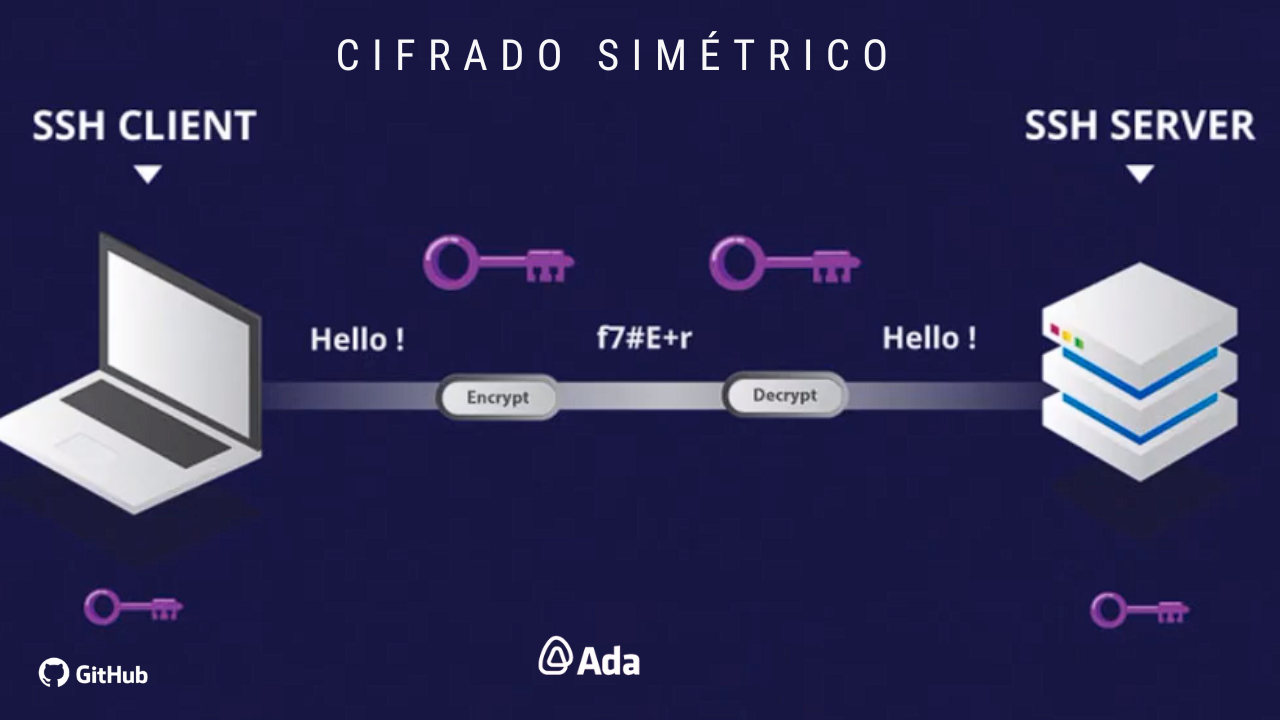 CIFRADO SIMÉTRICO
SSH CLIENT
SSH SERVER
Hello !
f7#E+r
Hello !
Encrypt
Decrypt
GitHub
Ada